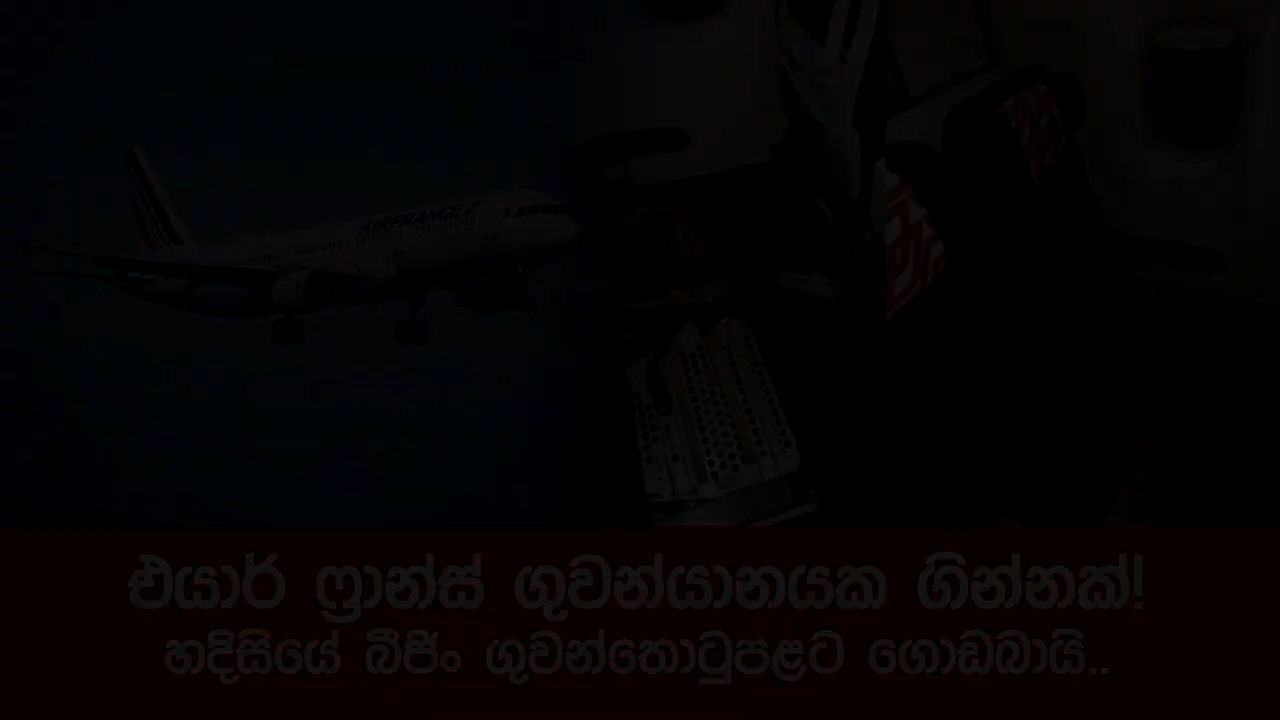 AIRFRANCE
එයාර් ෆ්‍රාන්ස් ගුවන්යානයක ගින්නක්!
හදිසියේ බීජිං ගුවන්තොටුපළට ගොඩබායි..